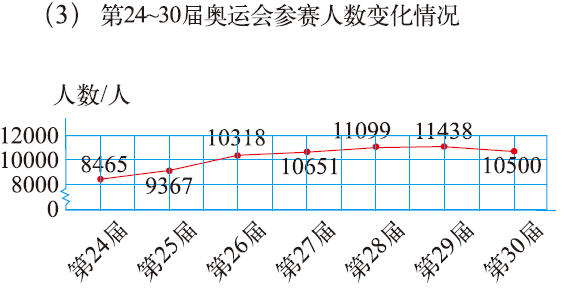 (3) 第24~30届奥运会参赛人数变化情况
人数/人
12000
10000
8000
0
8465
9367
10318
10651
11099
11438
10500
第24届
第25届
第26届
第27届
第28届
第29届
第30届